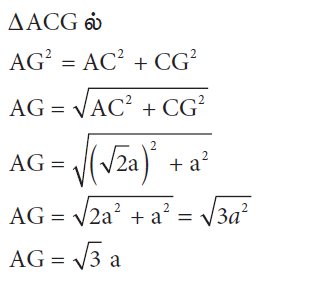 ΔACG ல்
AG² = AC² + CG²
AG = √(AC² + CG²)
AG = √((√2a)² + a²)
AG = √(2a² + a²) = √(3a²)
AG = √3 a